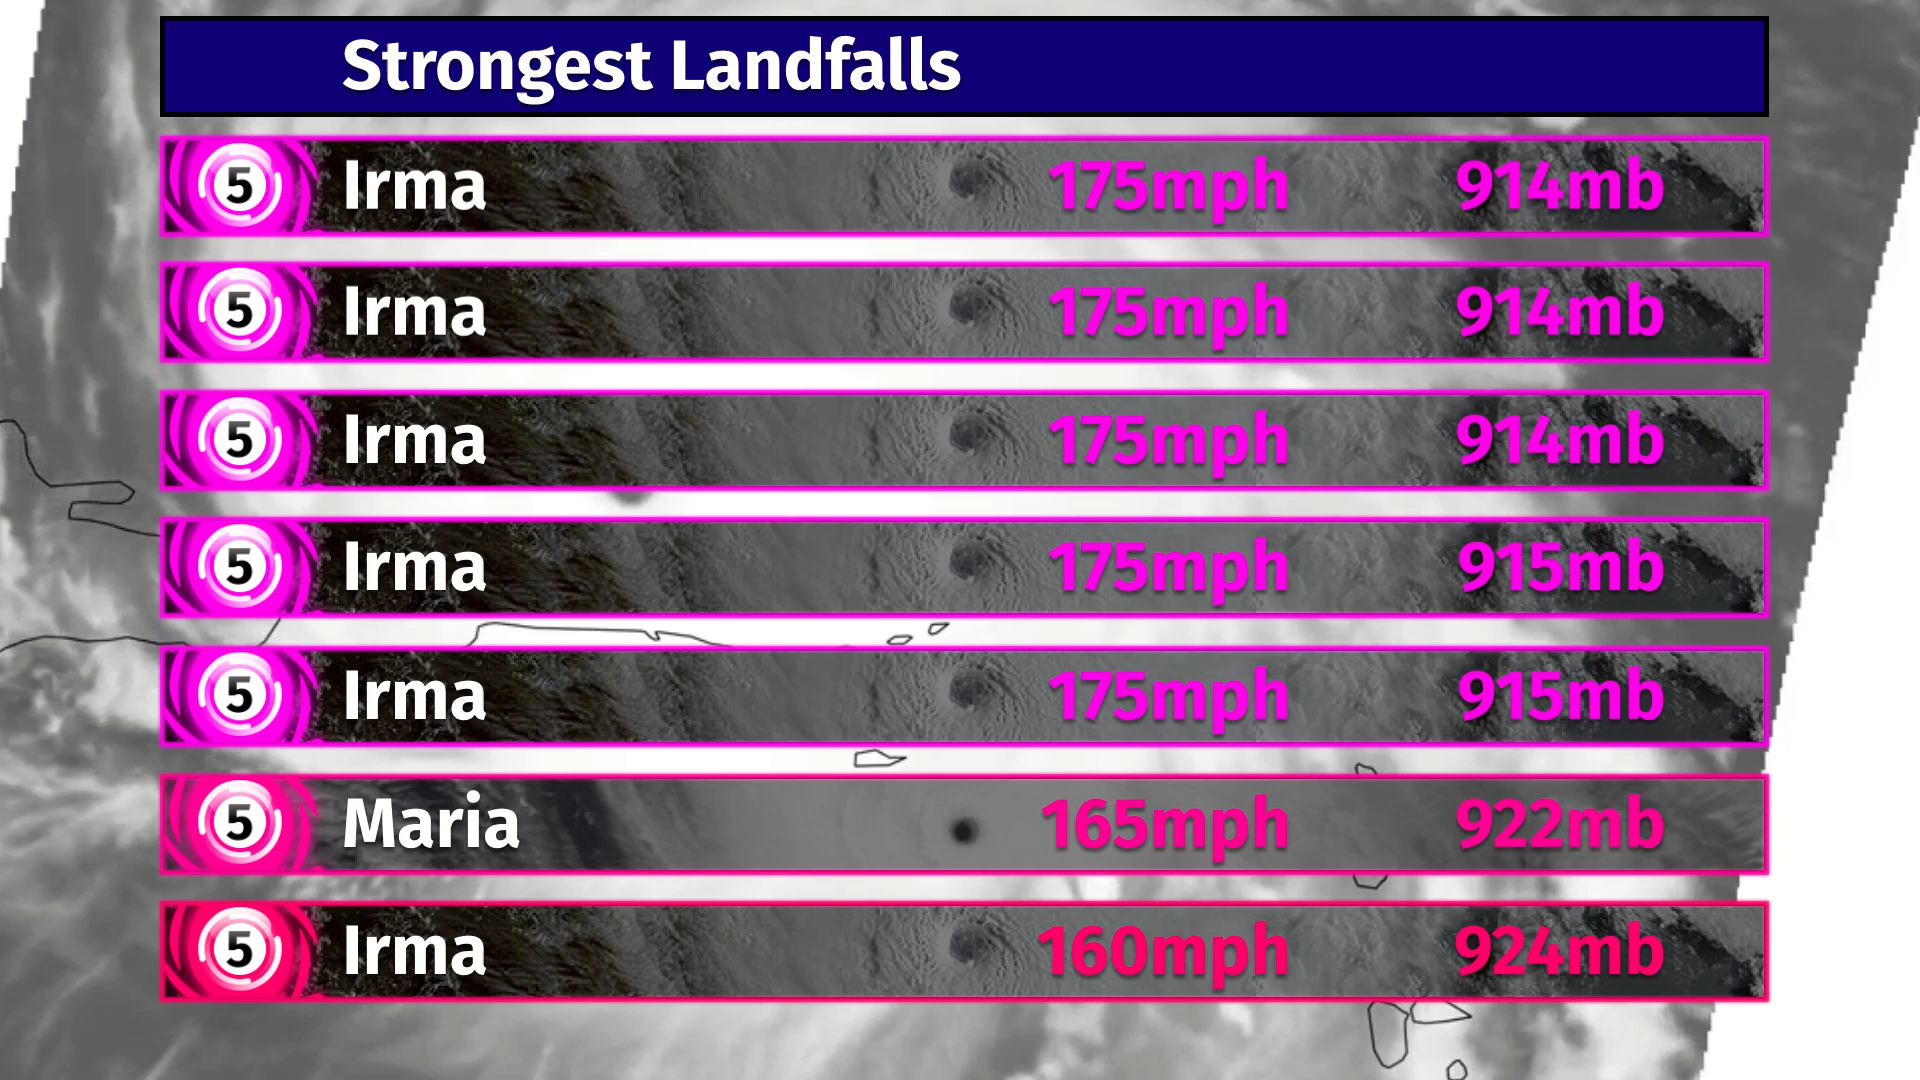 Strongest Landfalls
5 Irma 175mph 914mb
5 Irma 175mph 914mb
5 Irma 175mph 914mb
5 Irma 175mph 915mb
5 Irma 175mph 915mb
5 Maria 165mph 922mb
5 Irma 160mph 924mb